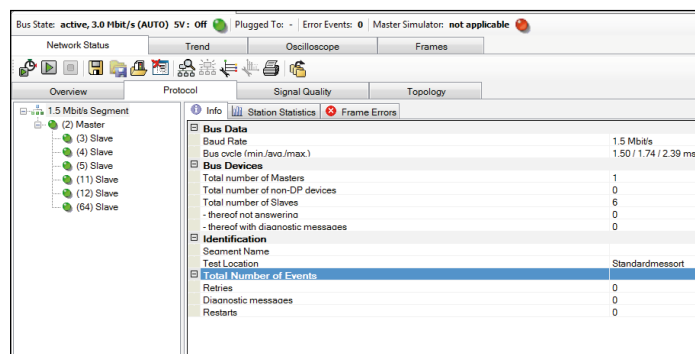 Bus State: active, 3.0 Mbit/s (AUTO) 5V: Off Plugged To: - Error Events: 0 Master Simulator: not applicable
Network Status Trend Oscilloscope Frames
Overview Protocol Signal Quality Topology
1.5 Mbit/s Segment
(2) Master
(3) Slave
(4) Slave
(5) Slave
(11) Slave
(12) Slave
(64) Slave
Info Station Statistics Frame Errors
Bus Data
Baud Rate 1.5 Mbit/s
Bus cycle (min./avg./max.) 1.50 / 1.74 / 2.39 ms
Bus Devices
Total number of Masters 1
Total number of non-DP devices 0
Total number of Slaves 6
- thereof not answering 0
- thereof with diagnostic messages 0
Identification
Segment Name
Test Location Standardmessort
Total Number of Events
Retries 0
Diagnostic messages 0
Restarts 0